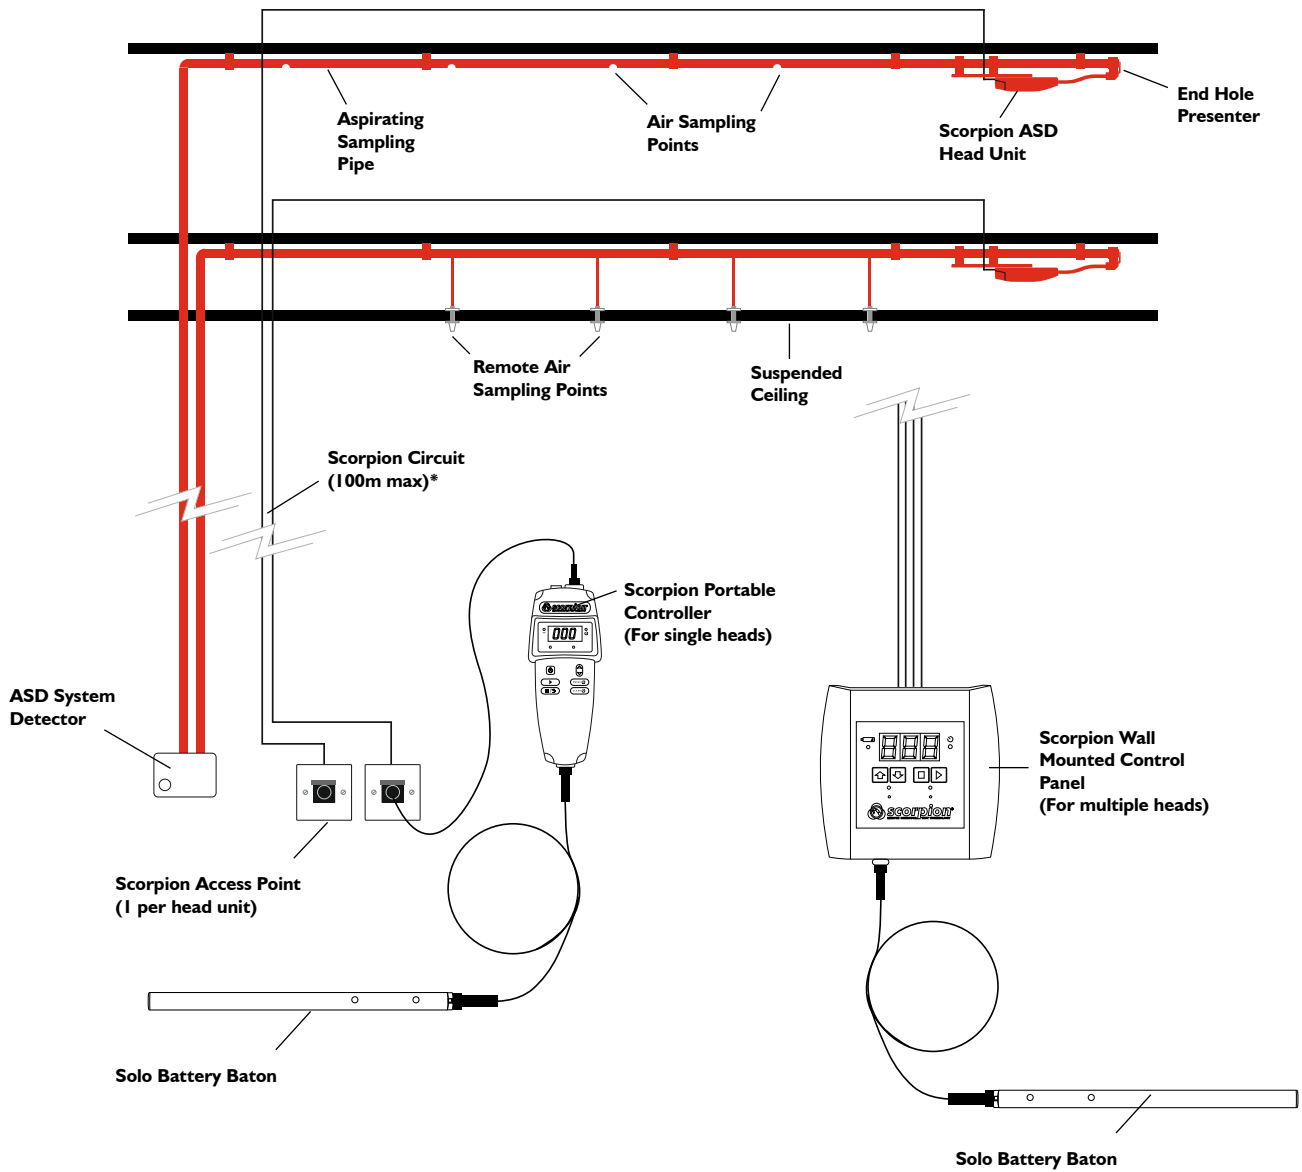 Aspirating
Sampling
Pipe
Air Sampling
Points
Scorpion ASD
Head Unit
End Hole
Presenter
Remote Air
Sampling Points
Suspended
Ceiling
Scorpion Circuit
(100m max)*
Scorpion Portable
Controller
(For single heads)
scorpion
000
ASD System
Detector
Scorpion Wall
Mounted Control
Panel
(For multiple heads)
888
scorpion
Scorpion Access Point
(1 per head unit)
Solo Battery Baton
Solo Battery Baton